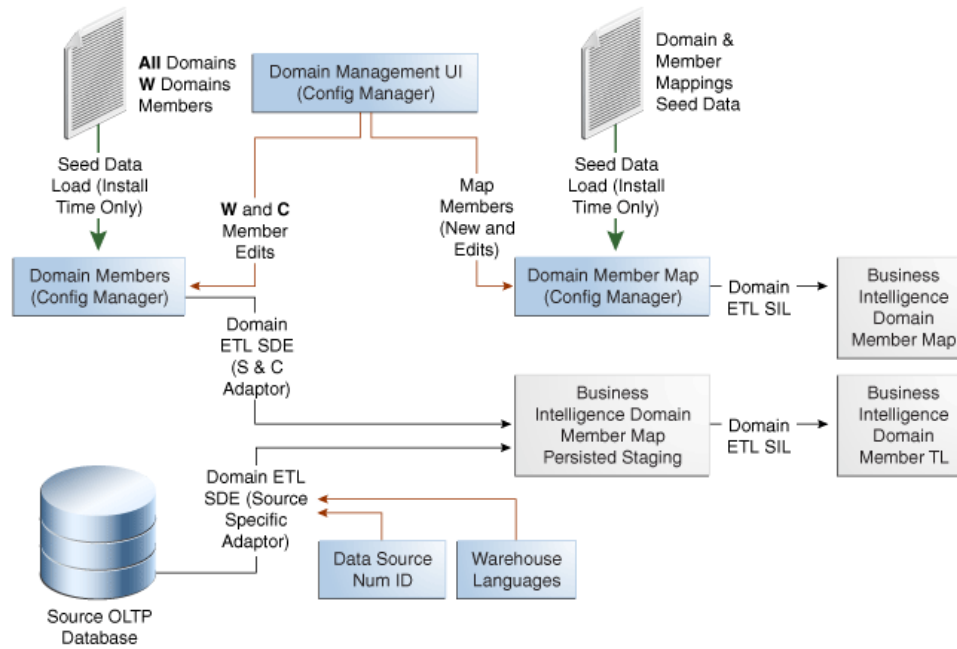 All Domains
W Domains
Members
Domain Management UI
(Config Manager)
Domain &
Member
Mappings
Seed Data
Seed Data
Load (Install
Time Only)
W and C
Member
Edits
Map
Members
(New and
Edits)
Seed Data
Load (Install
Time Only)
Domain Members
(Config Manager)
Domain Member Map
(Config Manager)
Domain
ETL SIL
Business
Intelligence
Domain
Member Map
Domain
ETL SDE
(S & C
Adaptor)
Business
Intelligence Domain
Member Map
Persisted Staging
Domain
ETL SIL
Business
Intelligence
Domain
Member TL
Domain ETL
SDE (Source
Specific
Adaptor)
Data Source
Num ID
Warehouse
Languages
Source OLTP
Database